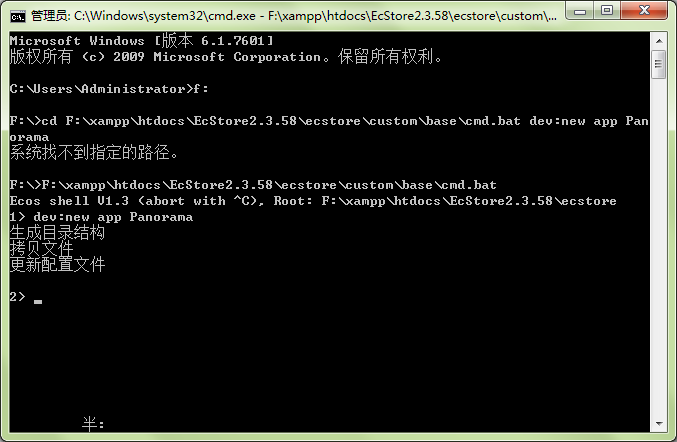 管理员: C:\Windows\system32\cmd.exe - F:\xampp\htdocs\EcStore2.3.58\ecstore\custom\...
Microsoft Windows [版本 6.1.7601]
版权所有 (c) 2009 Microsoft Corporation。保留所有权利。
C:\Users\Administrator>f:
F:\>cd F:\xampp\htdocs\EcStore2.3.58\ecstore\custom\base\cmd.bat dev:new app Pan
orama
系统找不到指定的路径。
F:\>F:\xampp\htdocs\EcStore2.3.58\ecstore\custom\base\cmd.bat
Ecos shell V1.3 (abort with ^C), Root: F:\xampp\htdocs\EcStore2.3.58\ecstore
1> dev:new app Panorama
生成目录结构
拷贝文件
更新配置文件
2> _
半: